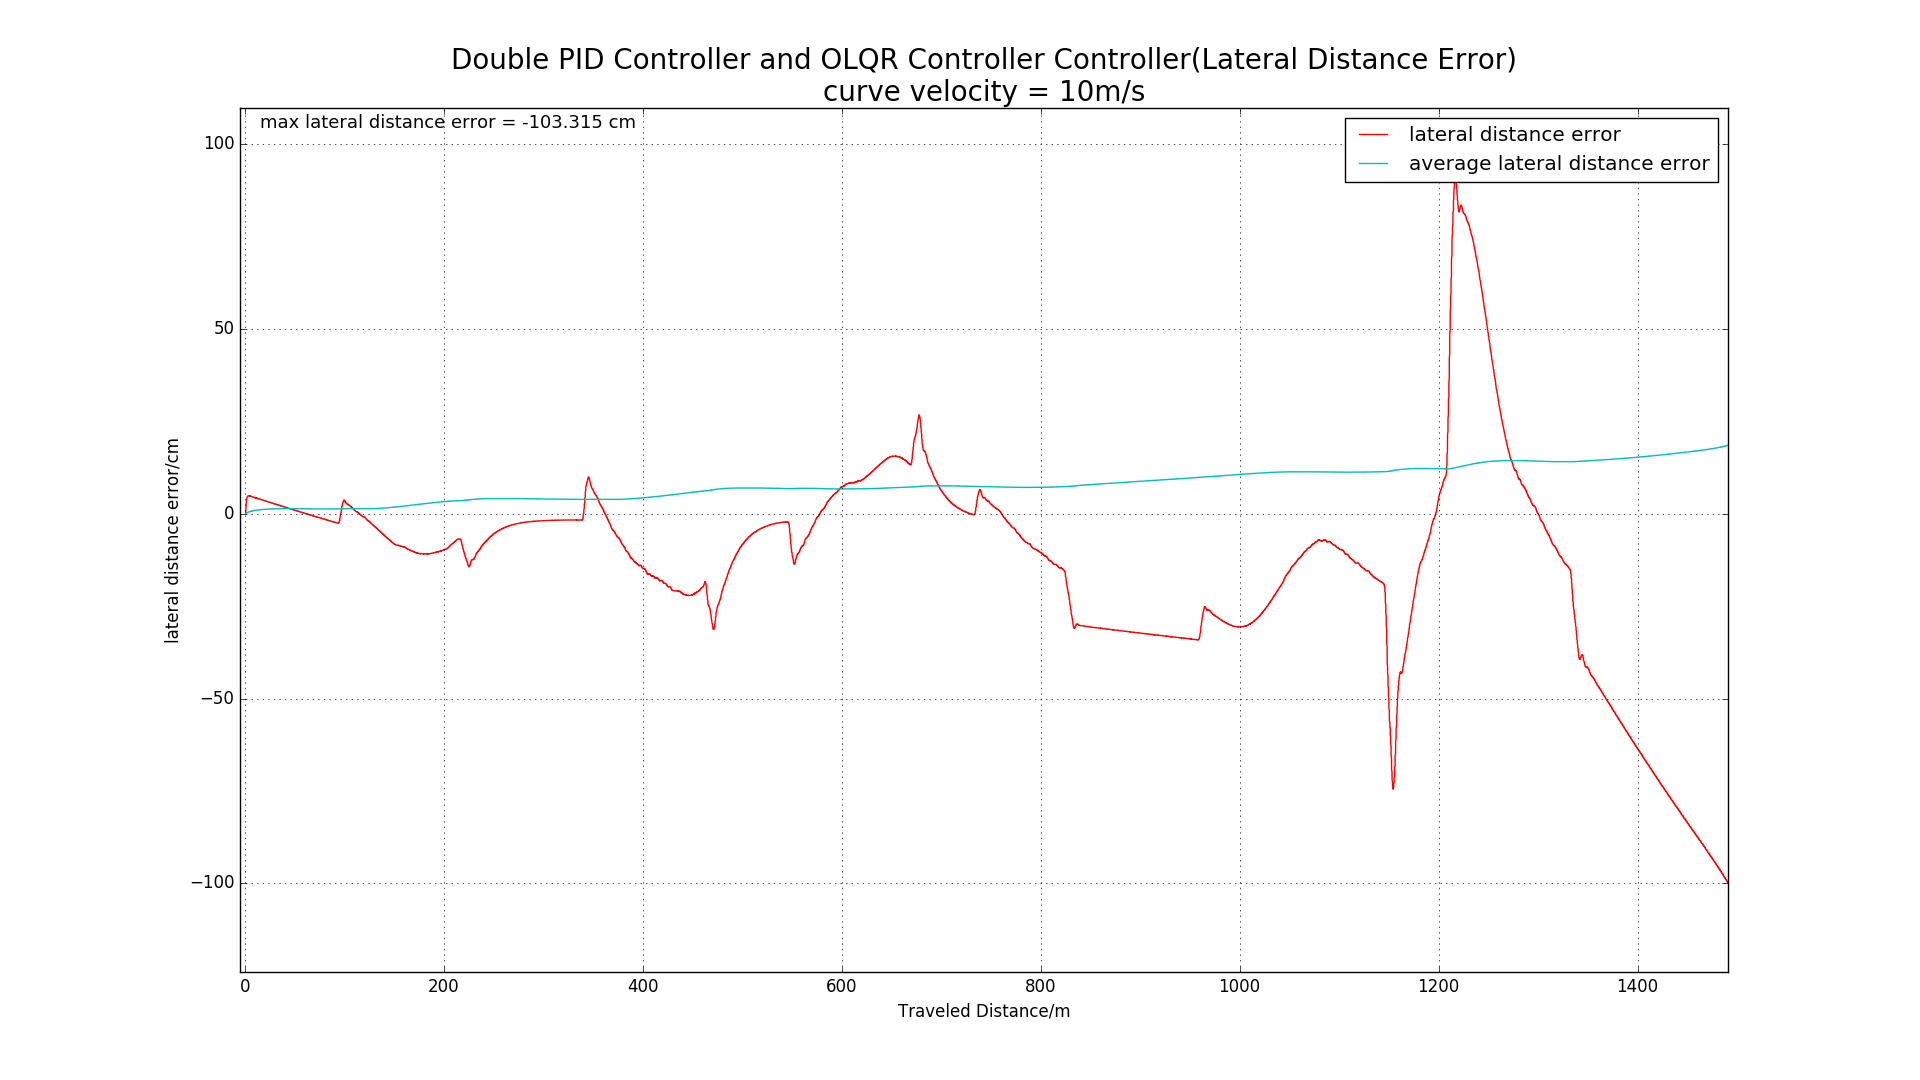 Double PID Controller and OLQR Controller Controller(Lateral Distance Error)
curve velocity = 10m/s
max lateral distance error = -103.315 cm
lateral distance error
average lateral distance error
100
50
0
−50
−100
lateral distance error/cm
0 200 400 600 800 1000 1200 1400
Traveled Distance/m